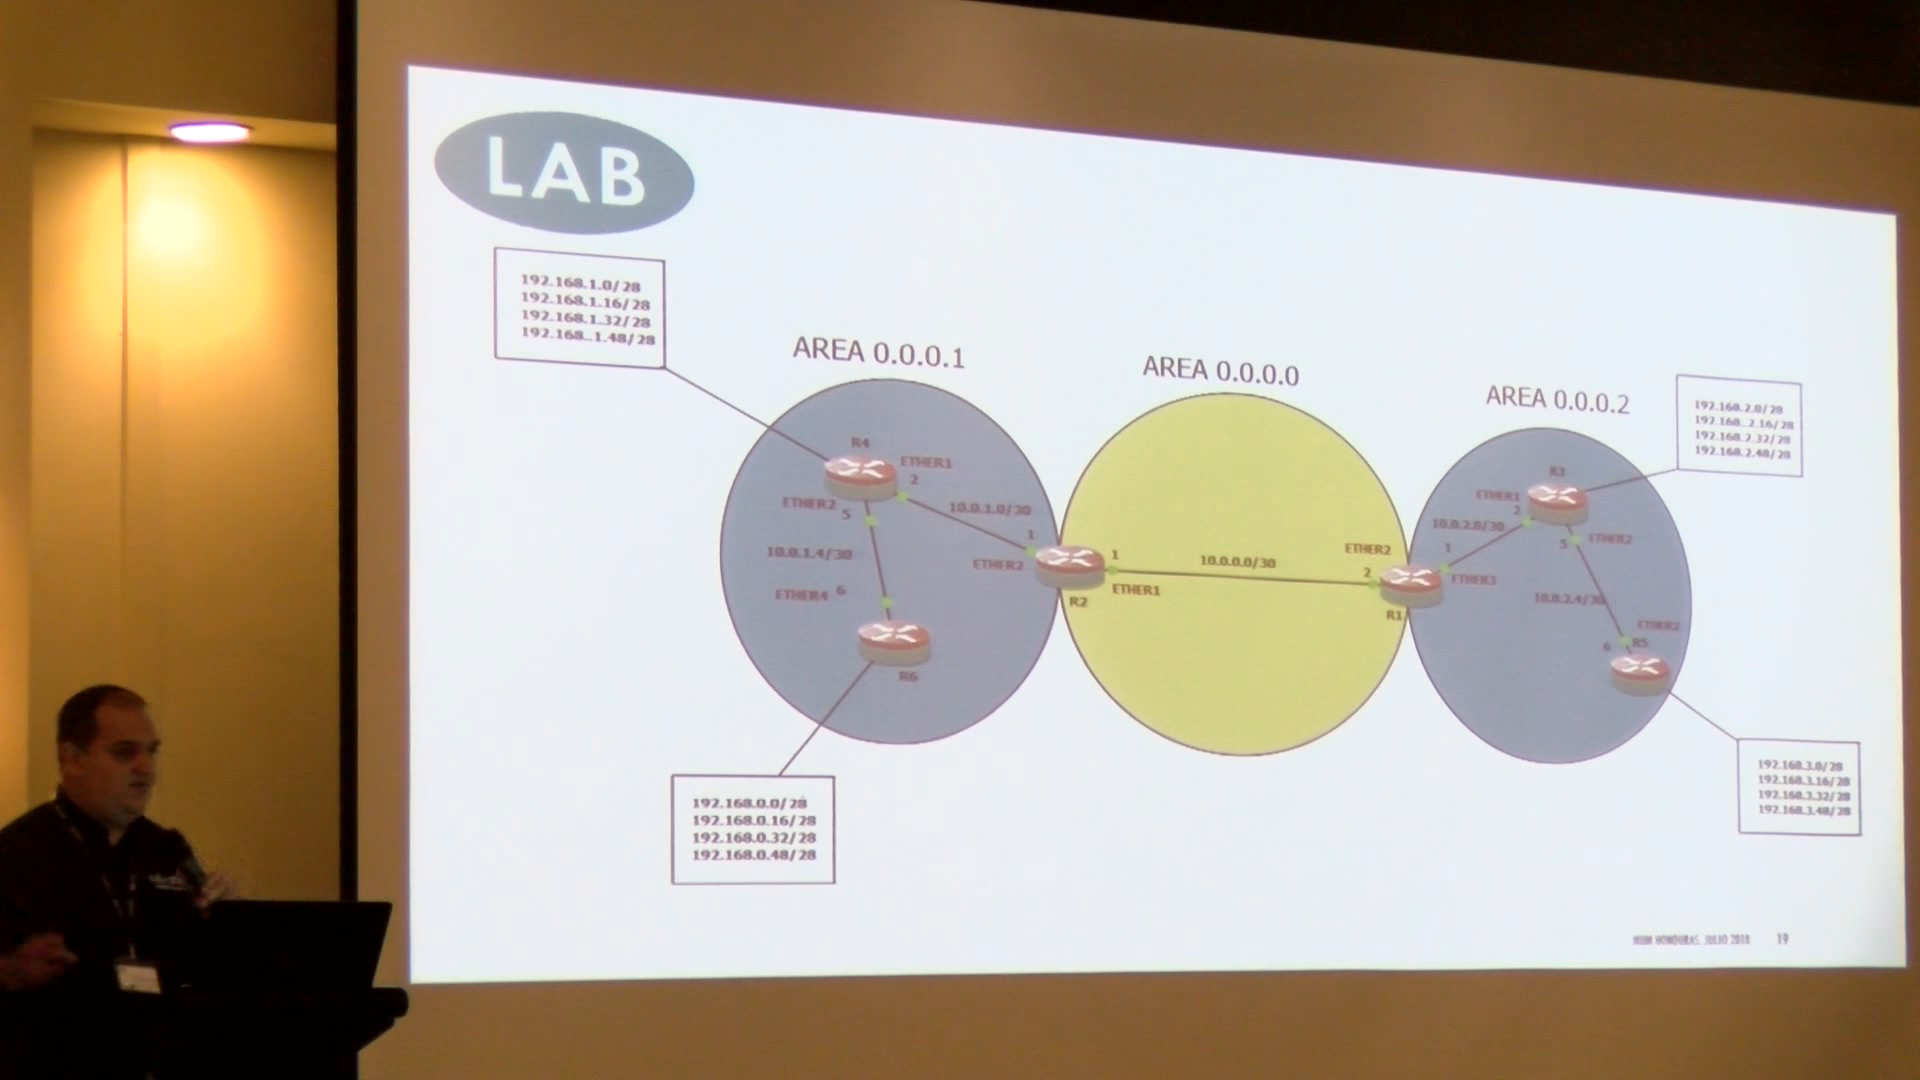 LAB
192.168.1.0/28
192.168.1.16/28
192.168.1.32/28
192.168..1.48/28
AREA 0.0.0.1
AREA 0.0.0.0
AREA 0.0.0.2
192.168.2.0/28
192.168..2.16/28
192.168.2.32/28
192.168.2.48/28
R4
ETHER1
2
ETHER2
5
10.0.1.0/30
1
10.0.1.4/30
ETHER2
ETHER4 6
R6
1
ETHER1
R2
10.0.0.0/30
ETHER2
2
R1
R3
ETHER1
2
10.0.2.0/30
1
ETHER3
5
ETHER2
10.0.2.4/30
ETHER2
6
R5
192.168.0.0/28
192.168.0.16/28
192.168.0.32/28
192.168.0.48/28
192.168.3.0/28
192.168.3.16/28
192.168.3.32/28
192.168.3.48/28
MUM HONDURAS, JULIO 2018 19